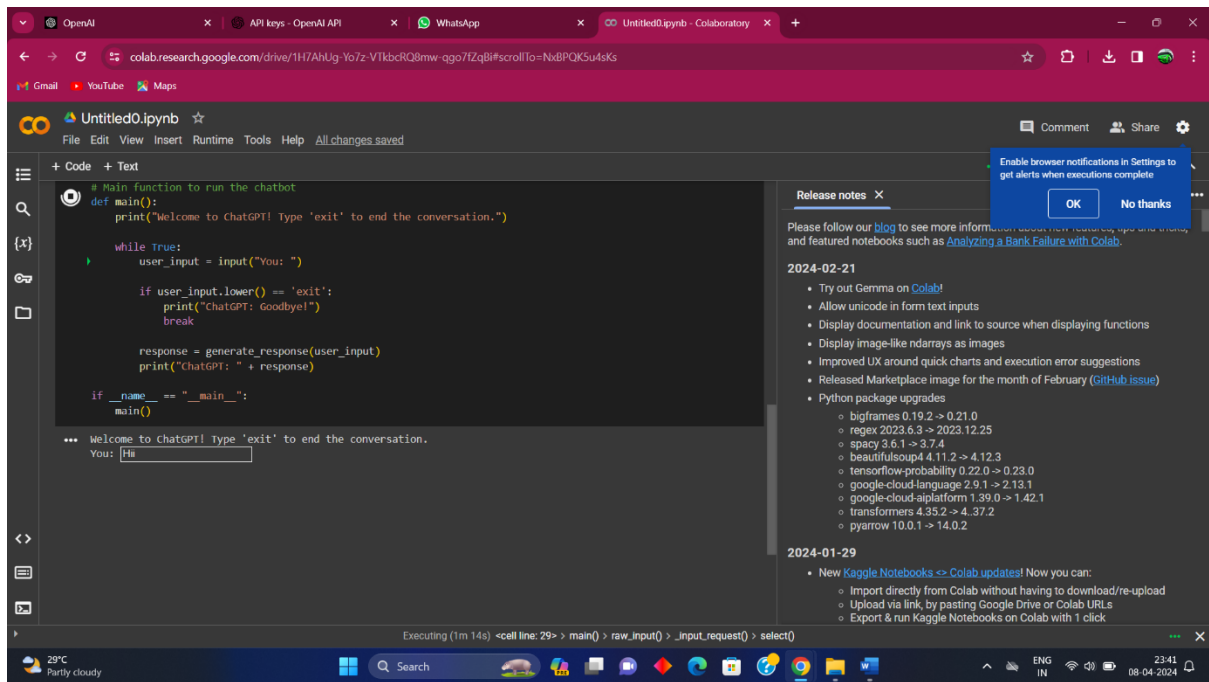 OpenAI
API keys - OpenAI API
WhatsApp
Untitled0.ipynb - Colaboratory
colab.research.google.com/drive/1H7AhUg-Yo7z-VTkbcRQ8mw-qgo7fZqBi#scrollTo=NxBPQK5u4sKs
Gmail YouTube Maps
Untitled0.ipynb
File Edit View Insert Runtime Tools Help All changes saved
Comment Share
+ Code + Text
Enable browser notifications in Settings to
get alerts when executions complete
OK No thanks
# Main function to run the chatbot
def main():
print("Welcome to ChatGPT! Type 'exit' to end the conversation.")
while True:
user_input = input("You: ")
if user_input.lower() == 'exit':
print("ChatGPT: Goodbye!")
break
response = generate_response(user_input)
print("ChatGPT: " + response)
if __name__ == "__main__":
main()
Welcome to ChatGPT! Type 'exit' to end the conversation.
You: Hii
Release notes
Please follow our blog to see more information about new features, tips and tricks,
and featured notebooks such as Analyzing a Bank Failure with Colab.
2024-02-21
• Try out Gemma on Colab!
• Allow unicode in form text inputs
• Display documentation and link to source when displaying functions
• Display image-like ndarrays as images
• Improved UX around quick charts and execution error suggestions
• Released Marketplace image for the month of February (GitHub issue)
• Python package upgrades
◦ bigframes 0.19.2 -> 0.21.0
◦ regex 2023.6.3 -> 2023.12.25
◦ spacy 3.6.1 -> 3.7.4
◦ beautifulsoup4 4.11.2 -> 4.12.3
◦ tensorflow-probability 0.22.0 -> 0.23.0
◦ google-cloud-language 2.9.1 -> 2.13.1
◦ google-cloud-aiplatform 1.39.0 -> 1.42.1
◦ transformers 4.35.2 -> 4..37.2
◦ pyarrow 10.0.1 -> 14.0.2
2024-01-29
• New Kaggle Notebooks <> Colab updates! Now you can:
◦ Import directly from Colab without having to download/re-upload
◦ Upload via link, by pasting Google Drive or Colab URLs
◦ Export & run Kaggle Notebooks on Colab with 1 click
Executing (1m 14s) <cell line: 29> > main() > raw_input() > _input_request() > select()
29°C
Partly cloudy
Search
PRO
ENG
IN
23:41
08-04-2024